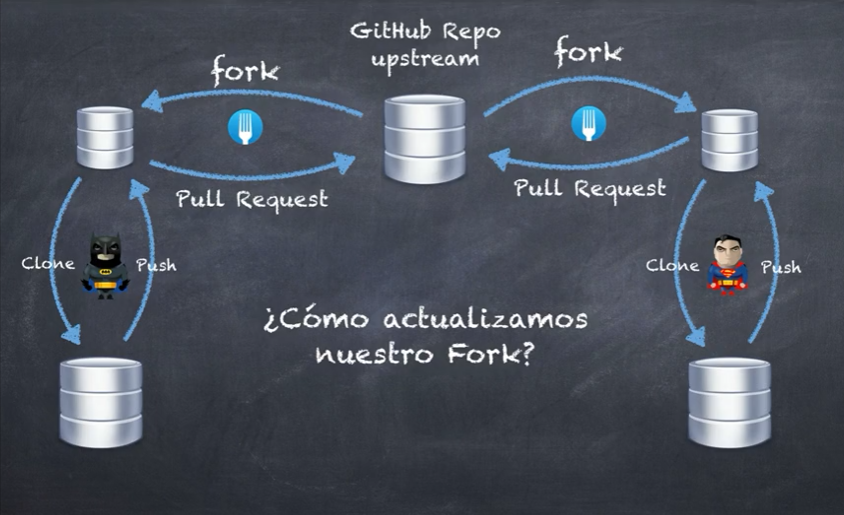 GitHub Repo
upstream
fork
fork
Pull Request
Pull Request
Clone
Push
Clone
Push
¿Cómo actualizamos
nuestro Fork?